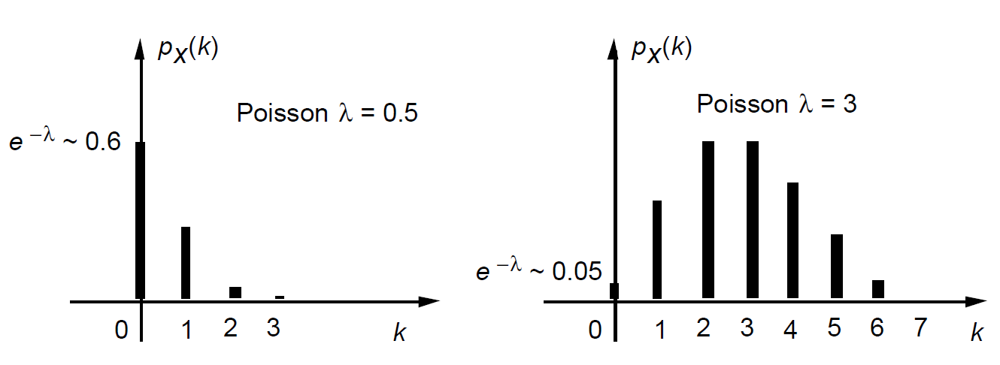 pX(k)
Poisson λ = 0.5
e −λ ~ 0.6
0 1 2 3 k
pX(k)
Poisson λ = 3
e −λ ~ 0.05
0 1 2 3 4 5 6 7 k